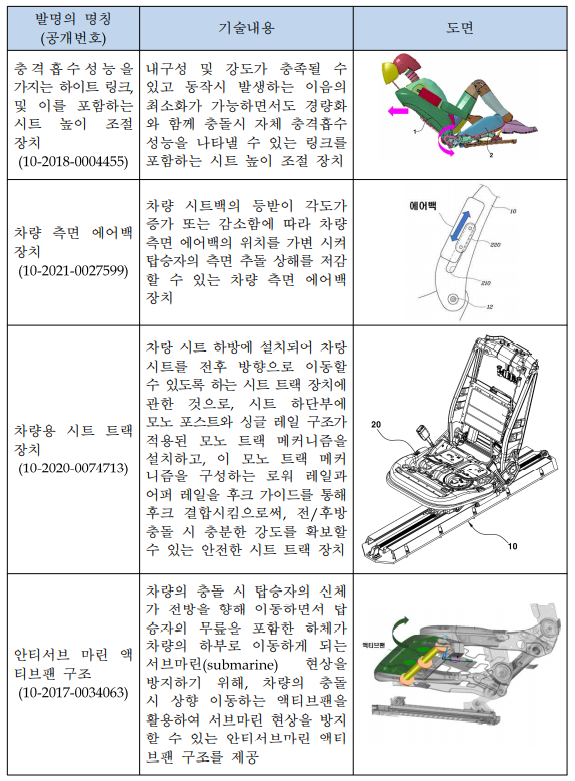 발명의 명칭
(공개번호)
기술내용
도면
충격흡수성능을
가지는 하이트 링크,
및 이를 포함하는
시트 높이 조절
장치
(10-2018-0004455)
내구성 및 강도가 충족될 수
있고 동작시 발생하는 이음의
최소화가 가능하면서도 경량화
와 함께 충돌시 자체 충격흡수
성능을 나타낼 수 있는 링크를
포함하는 시트 높이 조절 장치
1
2
차량 측면 에어백
장치
(10-2021-0027599)
차량 시트백의 등받이 각도가
증가 또는 감소함에 따라 차량
측면 에어백의 위치를 가변 시켜
탑승자의 측면 추돌 상해를 저감
할 수 있는 차량 측면 에어백
장치
에어백
10
220
210
12
차량용 시트 트랙
장치
(10-2020-0074713)
차량 시트 하방에 설치되어 차량
시트를 전후 방향으로 이동할
수 있도록 하는 시트 트랙 장치에
관한 것으로, 시트 하단부에
모노 포스트와 싱글 레일 구조가
적용된 모노 트랙 메커니즘을
설치하고, 이 모노 트랙 메커
니즘을 구성하는 로워 레일과
어퍼 레일을 후크 가이드를 통해
후크 결합시킴으로써, 전/후방
충돌 시 충분한 강도를 확보할
수 있는 안전한 시트 트랙 장치
20
10
안티서브 마린 액
티브팬 구조
(10-2017-0034063)
차량의 충돌 시 탑승자의 신체
가 전방을 향해 이동하면서 탑
승자의 무릎을 포함한 하체가
차량의 하부로 이동하게 되는
서브마린(submarine) 현상을
방지하기 위해, 차량의 충돌
시 상향 이동하는 액티브팬을
활용하여 서브마린 현상을 방지
할 수 있는 안티서브마린 액티
브팬 구조를 제공
액티브팬